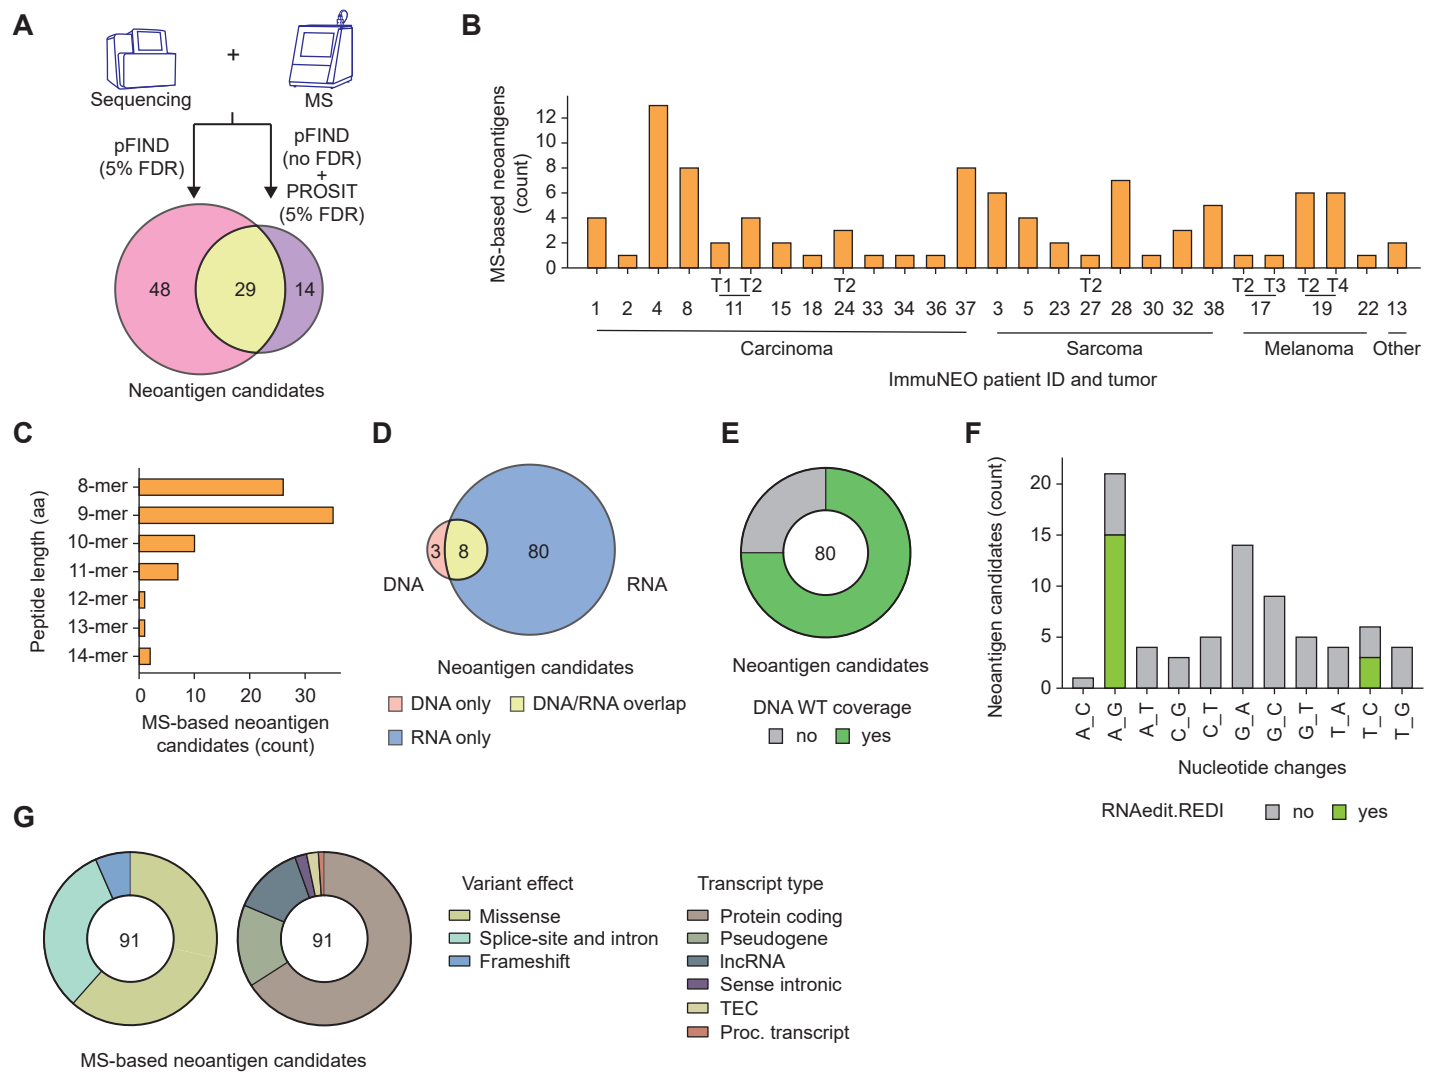 A
Sequencing
+
MS
pFIND
(5% FDR)
pFIND
(no FDR)
+
PROSIT
(5% FDR)
48
29
14
Neoantigen candidates
B
MS-based neoantigens
(count)
12
10
8
6
4
2
0
T1 T2 T2 T2 T2 T3 T2 T4
1 2 4 8 11 15 18 24 33 34 36 37 3 5 23 27 28 30 32 38 17 19 22 13
Carcinoma Sarcoma Melanoma Other
ImmuNEO patient ID and tumor
C
Peptide length (aa)
8-mer
9-mer
10-mer
11-mer
12-mer
13-mer
14-mer
0 10 20 30
MS-based neoantigen
candidates (count)
D
3
8
80
DNA
RNA
Neoantigen candidates
DNA only
DNA/RNA overlap
RNA only
E
80
Neoantigen candidates
DNA WT coverage
no
yes
F
Neoantigen candidates (count)
20
15
10
5
0
A_C
A_G
A_T
C_G
C_T
G_A
G_C
G_T
T_A
T_C
T_G
Nucleotide changes
RNAedit.REDI
no
yes
G
91
91
MS-based neoantigen candidates
Variant effect
Missense
Splice-site and intron
Frameshift
Transcript type
Protein coding
Pseudogene
lncRNA
Sense intronic
TEC
Proc. transcript